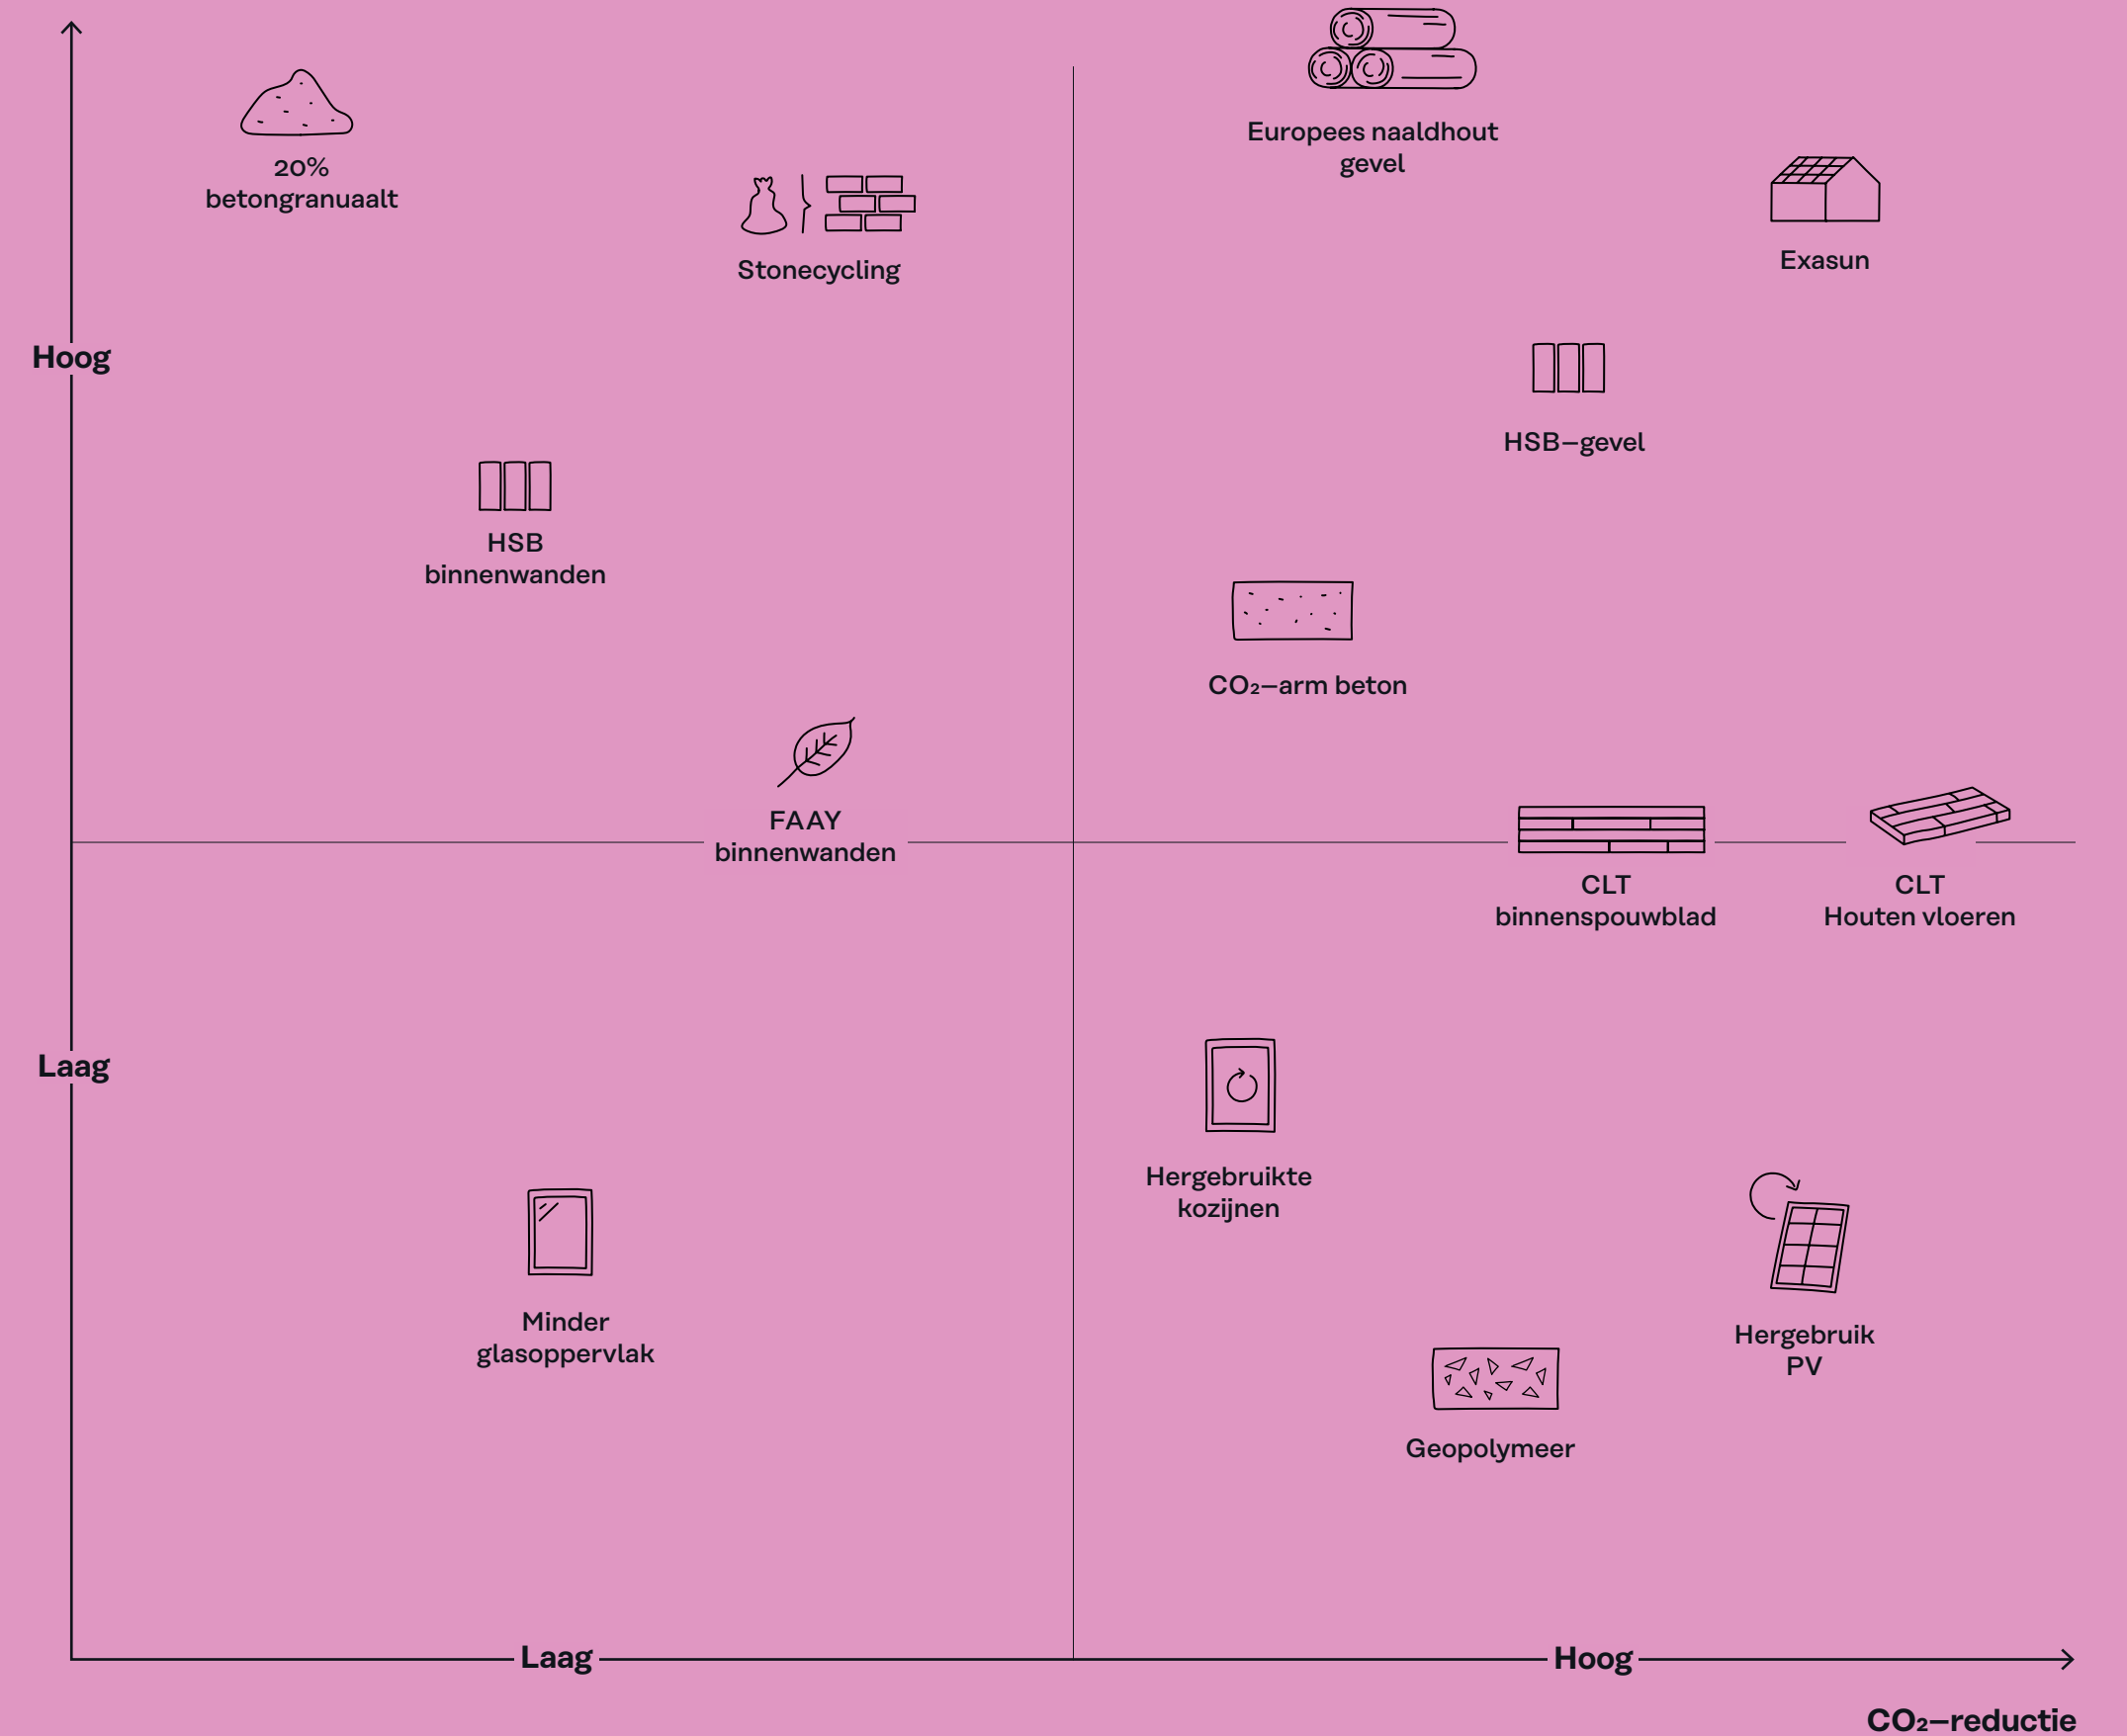 Europees naaldhout
gevel
20%
betongranuaalt
Stonecycling
Exasun
Hoog
HSB–gevel
HSB
binnenwanden
CO₂–arm beton
FAAY
binnenwanden
CLT
binnenspouwblad
CLT
Houten vloeren
Laag
Hergebruikte
kozijnen
Minder
glasoppervlak
Hergebruik
PV
Geopolymeer
Laag
Hoog
CO₂–reductie